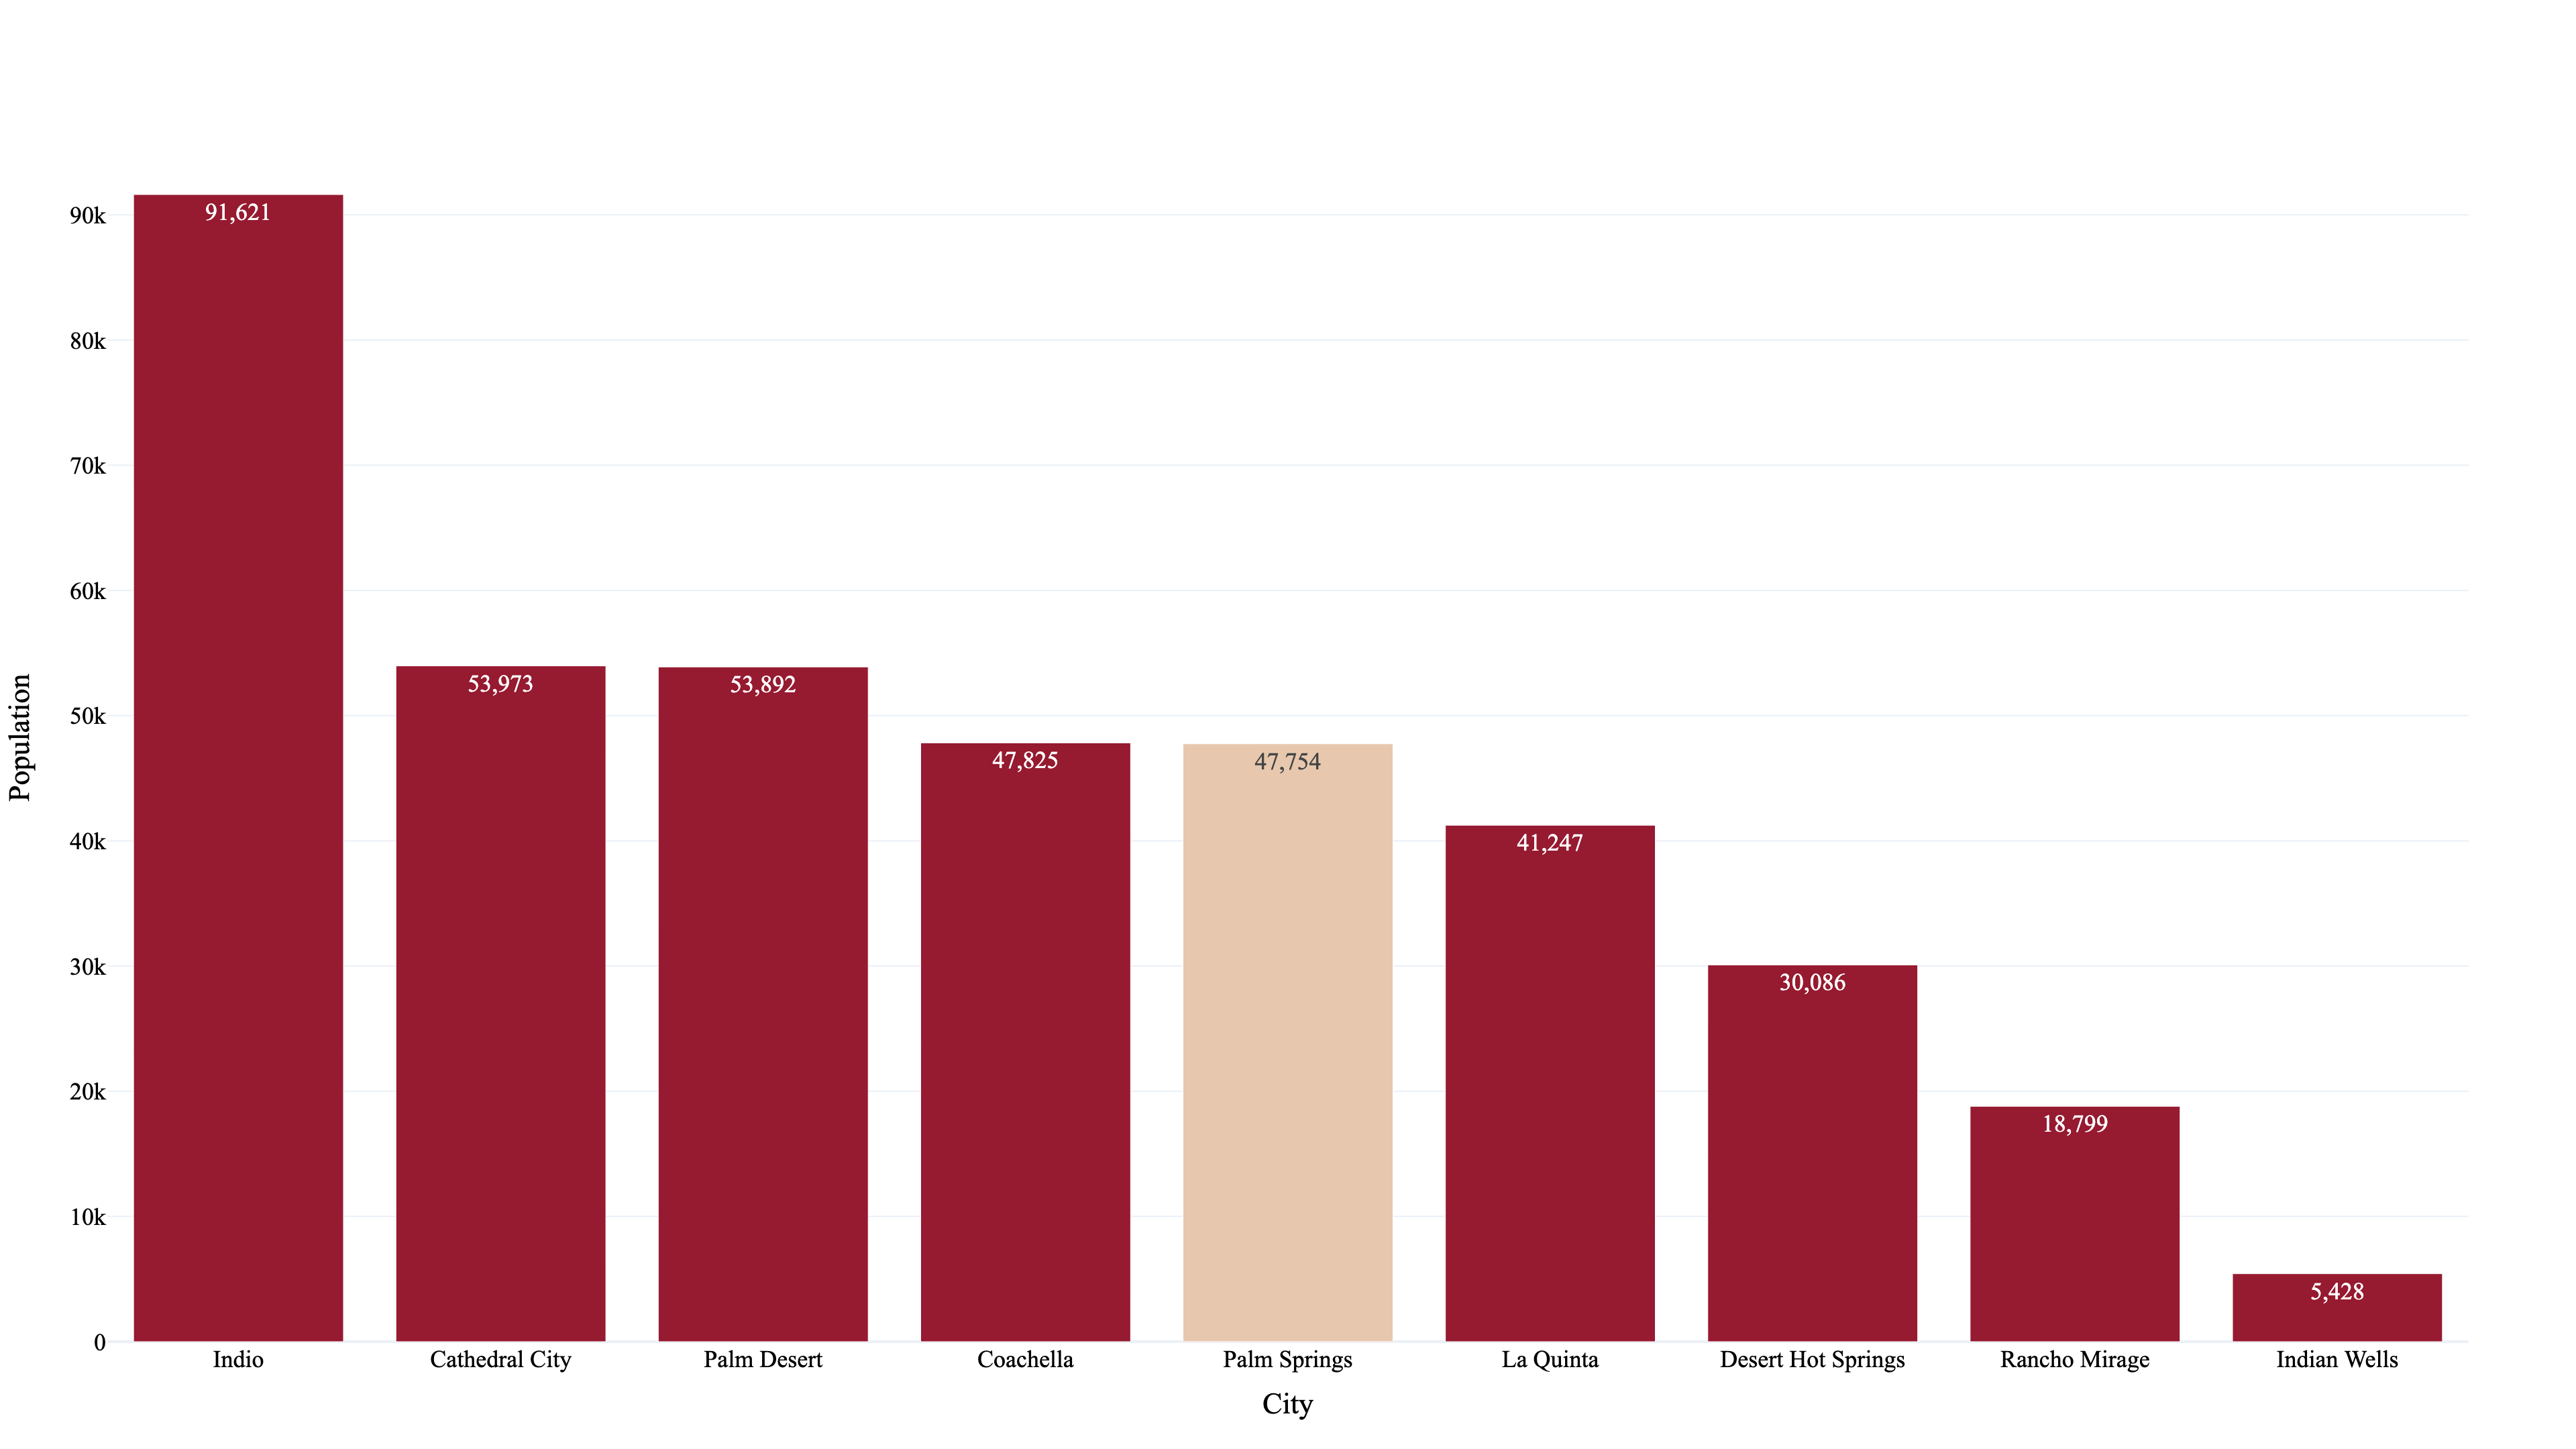 91,621
90k
80k
70k
60k
53,973
53,892
50k
47,825
47,754
Population
41,247
40k
30,086
30k
20k
18,799
10k
5,428
0
Indio
Cathedral City
Palm Desert
Coachella
Palm Springs
La Quinta
Desert Hot Springs
Rancho Mirage
Indian Wells
City